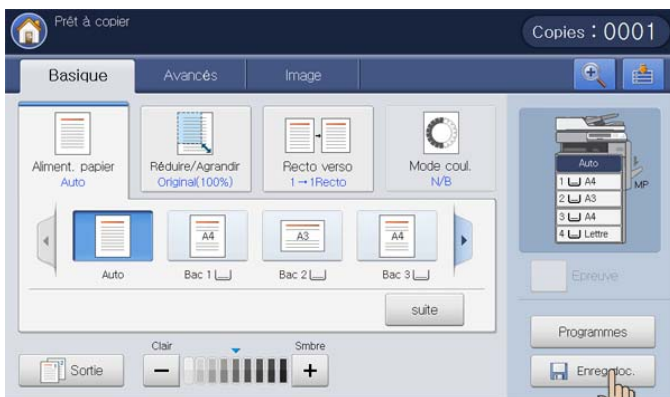 Prêt à copier
Copies : 0001
Basique
Avancés
Image
Aliment. papier
Auto
Réduire/Agrandir
Original(100%)
Recto verso
1→1Recto
Mode coul.
N/B
Auto
1 A4
2 A3
3 A4
4 Lettre
MP
A4
A3
A4
Auto
Bac 1
Bac 2
Bac 3
suite
Epreuve
Programmes
Clair
Smbre
Sortie